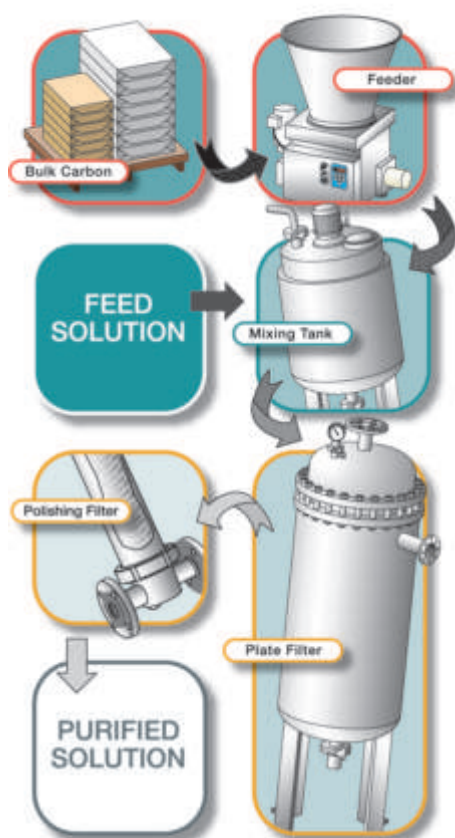 Feeder
Bulk Carbon
FEED
SOLUTION
Mixing Tank
Polishing Filter
Plate Filter
PURIFIED
SOLUTION